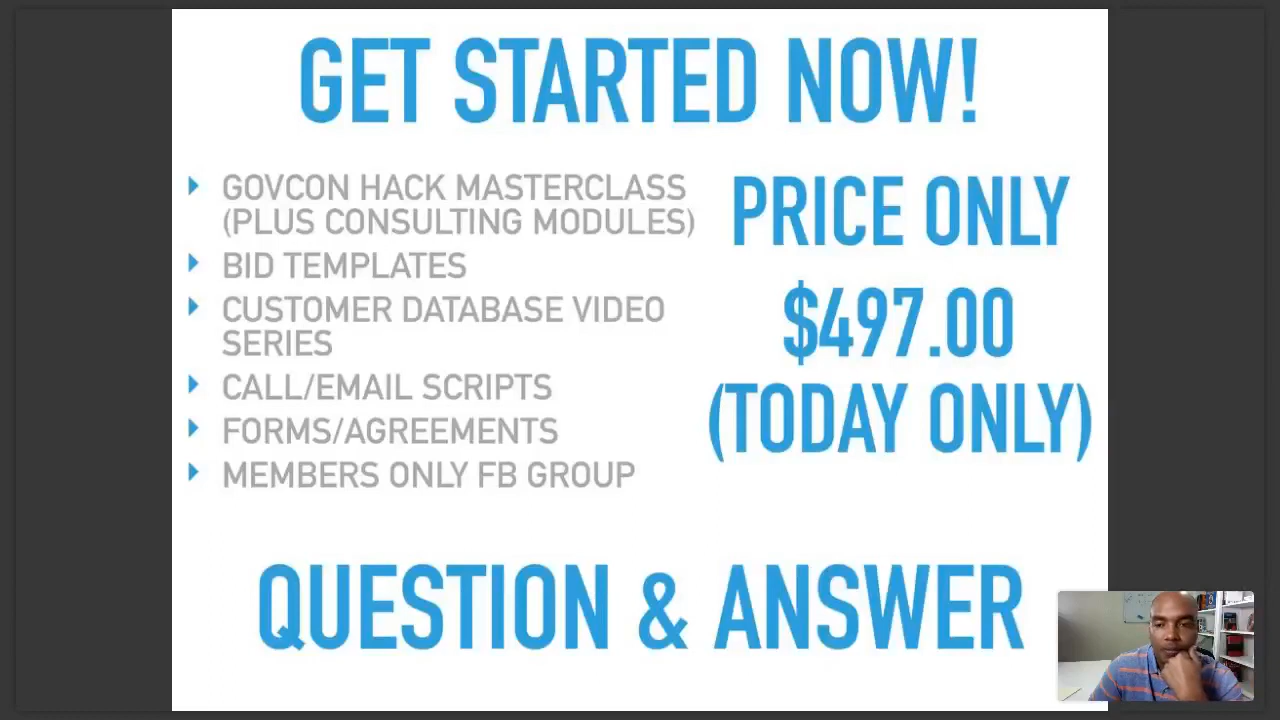 GET STARTED NOW!
GOVCON HACK MASTERCLASS
(PLUS CONSULTING MODULES)
BID TEMPLATES
CUSTOMER DATABASE VIDEO
SERIES
CALL/EMAIL SCRIPTS
FORMS/AGREEMENTS
MEMBERS ONLY FB GROUP
PRICE ONLY
$497.00
(TODAY ONLY)
QUESTION & ANSWER